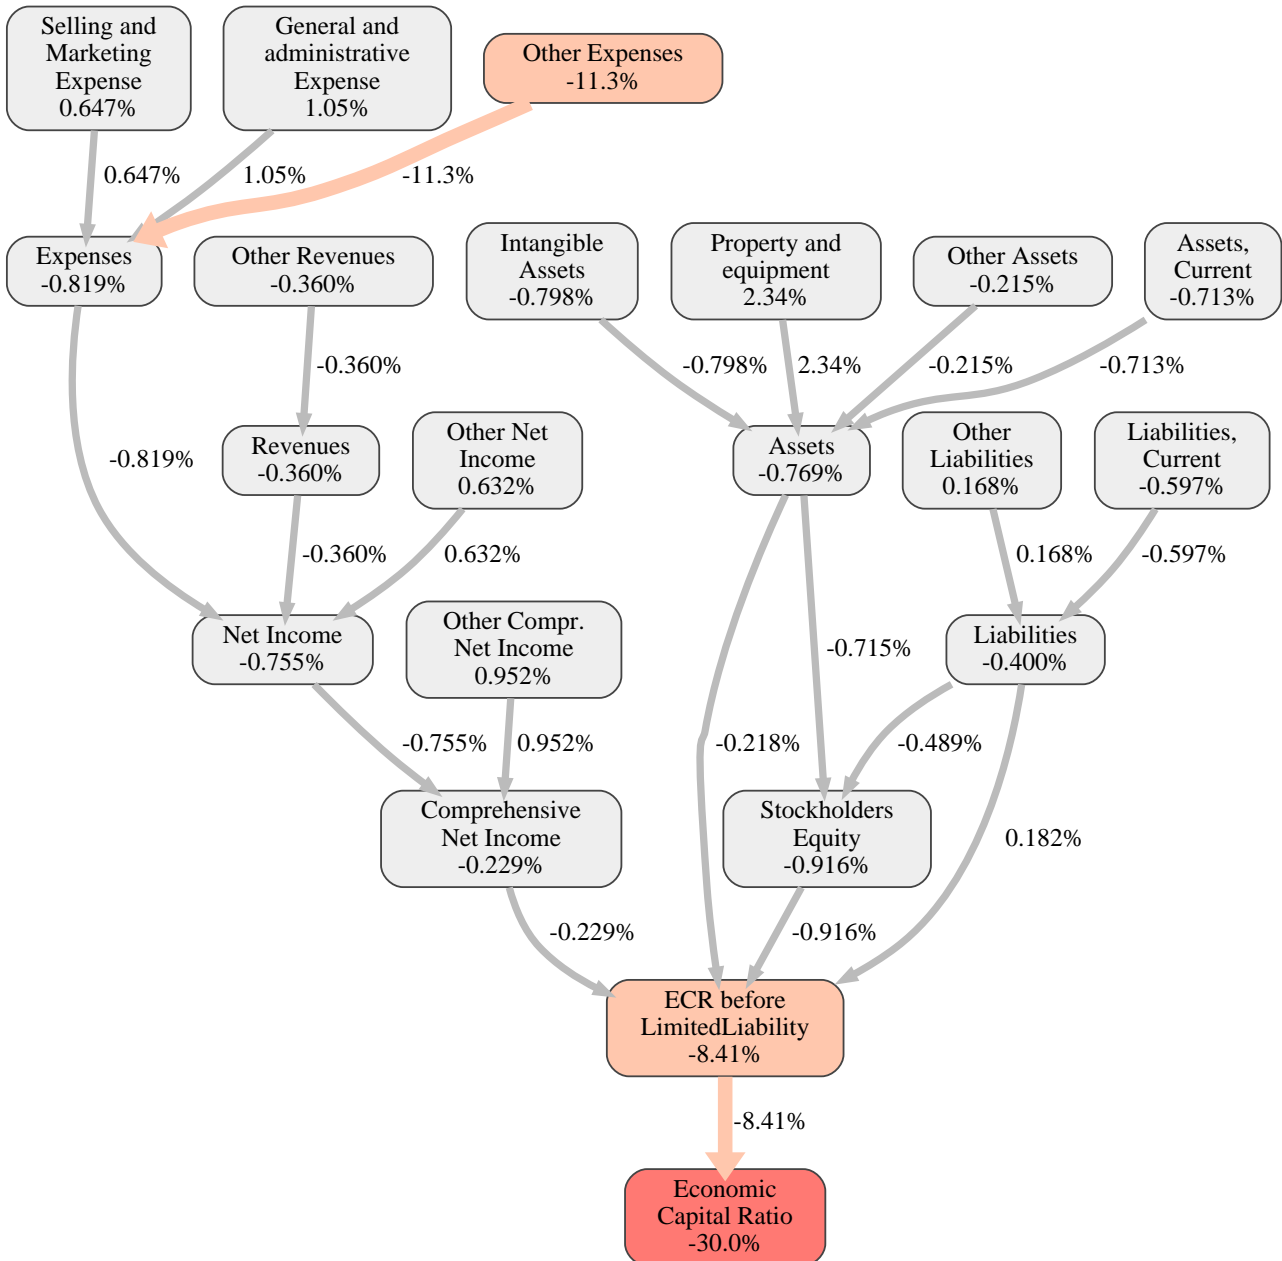 Selling and
Marketing
Expense
0.647%
General and
administrative
Expense
1.05%
Other Expenses
-11.3%
0.647%
1.05%
-11.3%
Expenses
-0.819%
Other Revenues
-0.360%
Intangible
Assets
-0.798%
Property and
equipment
2.34%
Other Assets
-0.215%
Assets,
Current
-0.713%
-0.360%
-0.798%
2.34%
-0.215%
-0.713%
-0.819%
Revenues
-0.360%
Other Net
Income
0.632%
Assets
-0.769%
Other
Liabilities
0.168%
Liabilities,
Current
-0.597%
-0.360%
0.632%
0.168%
-0.597%
Net Income
-0.755%
Other Compr.
Net Income
0.952%
-0.715%
Liabilities
-0.400%
-0.755%
0.952%
-0.218%
-0.489%
Comprehensive
Net Income
-0.229%
Stockholders
Equity
-0.916%
0.182%
-0.229%
-0.916%
ECR before
LimitedLiability
-8.41%
-8.41%
Economic
Capital Ratio
-30.0%